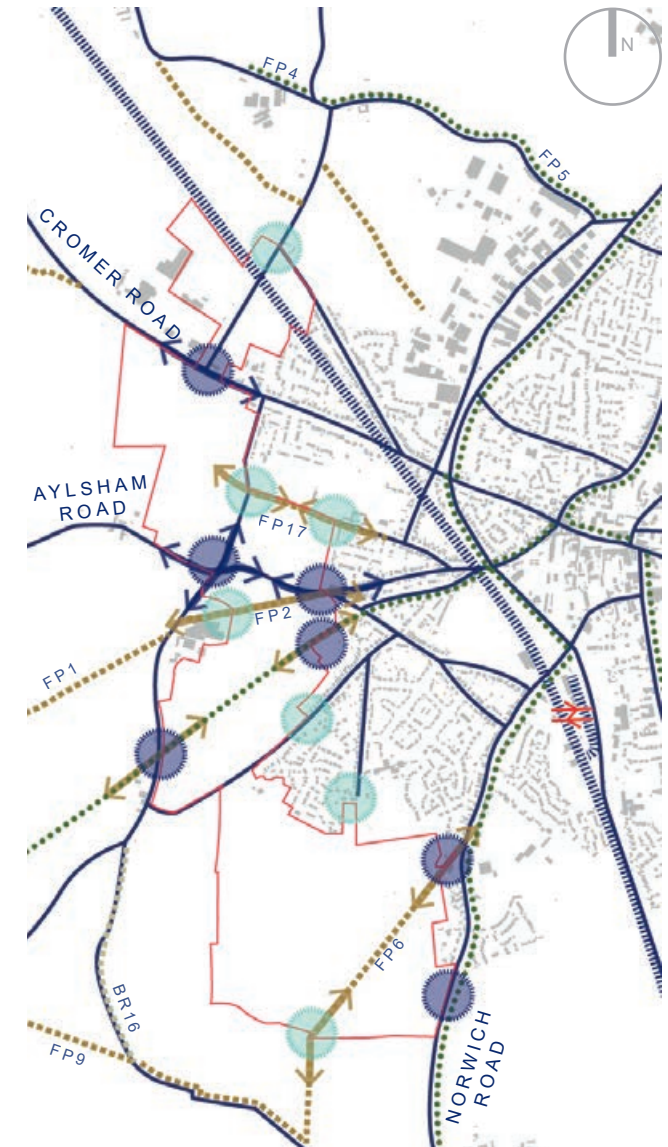 N
FP4
FP5
CROMER ROAD
AYLSHAM
ROAD
FP17
FP2
FP1
FP6
BR16
FP9
NORWICH
ROAD